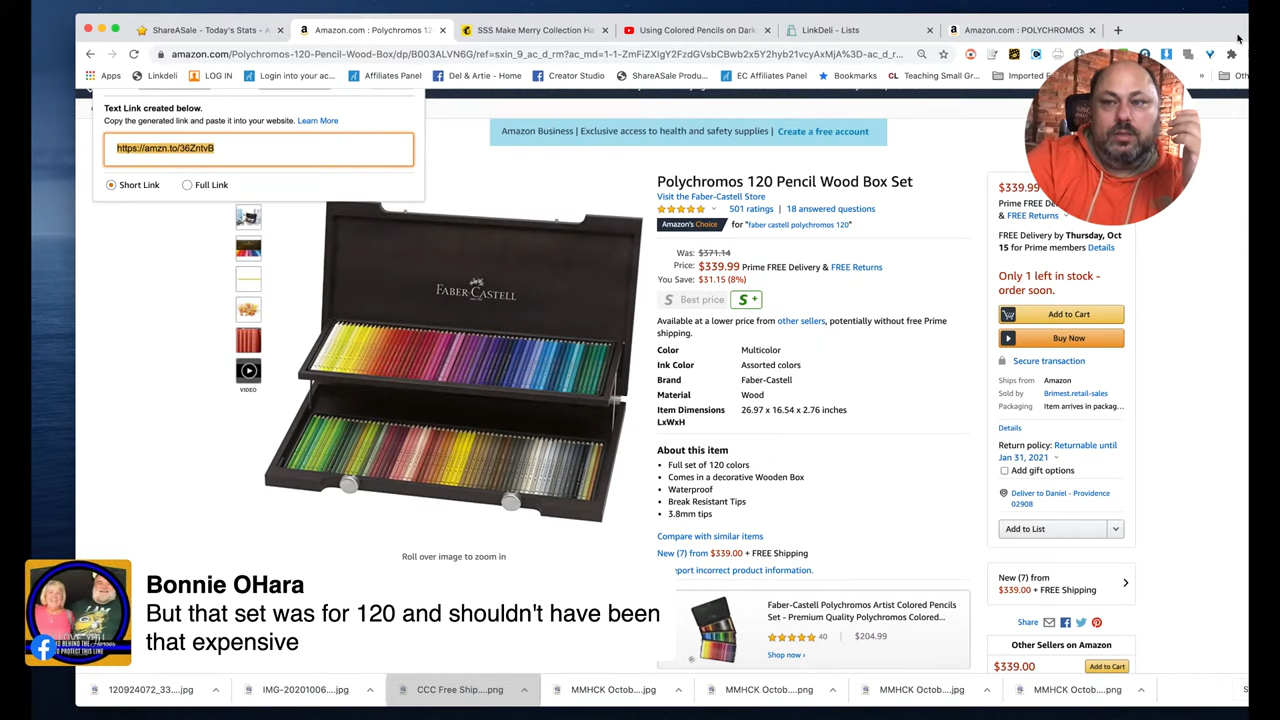 ShareASale - Today's Stats - A
Amazon.com : Polychromos 12
SSS Make Merry Collection Ha
Using Colored Pencils on Dark
LinkDeli - Lists
Amazon.com : POLYCHROMOS
amazon.com/Polychromos-120-Pencil-Wood-Box/dp/B003ALVN6G/ref=sxin_9_ac_d_rm?ac_md=1-1-ZmFiZXIgY2FzdGVsbCBwb2x5Y2hyb21vcyAxMjA=-ac_d_r...
Apps
Linkdeli
LOG IN
Login into your ac...
Affiliates Panel
Del & Artie - Home
Creator Studio
ShareASale Produ...
EC Affiliates Panel
Bookmarks
CL Teaching Small Gr...
Imported
Oth
Text Link created below.
Copy the generated link and paste it into your website. Learn More
https://amzn.to/36ZntvB
Short Link
Full Link
Amazon Business | Exclusive access to health and safety supplies | Create a free account
FABER CASTELL
VIDEO
Roll over image to zoom in
Polychromos 120 Pencil Wood Box Set
Visit the Faber-Castell Store
501 ratings | 18 answered questions
Amazon's Choice for "faber castell polychromos 120"
Was: $371.14
Price: $339.99 Prime FREE Delivery & FREE Returns
You Save: $31.15 (8%)
S Best price S +
Available at a lower price from other sellers, potentially without free Prime
shipping.
Color Multicolor
Ink Color Assorted colors
Brand Faber-Castell
Material Wood
Item Dimensions 26.97 x 16.54 x 2.76 inches
LxWxH
About this item
• Full set of 120 colors
• Comes in a decorative Wooden Box
• Waterproof
• Break Resistant Tips
• 3.8mm tips
Compare with similar items
New (7) from $339.00 + FREE Shipping
eport incorrect product information.
Faber-Castell Polychromos Artist Colored Pencils
Set - Premium Quality Polychromos Colored...
40 | $204.99
Shop now ›
$339.99
Prime FREE De
& FREE Returns
FREE Delivery by Thursday, Oct
15 for Prime members Details
Only 1 left in stock -
order soon.
Add to Cart
Buy Now
Secure transaction
Ships from Amazon
Sold by Brimest.retail-sales
Packaging Item arrives in packag...
Details
Return policy: Returnable until
Jan 31, 2021
Add gift options
Deliver to Daniel - Providence
02908
Add to List
New (7) from
$339.00 + FREE Shipping
Share
Other Sellers on Amazon
$339.00
Add to Cart
Bonnie OHara
But that set was for 120 and shouldn't have been
that expensive
120924072_33....jpg
IMG-20201006...jpg
CCC Free Ship....png
MMHCK Octob....jpg
MMHCK Octob....png
MMHCK Octob....jpg
MMHCK Octob....png